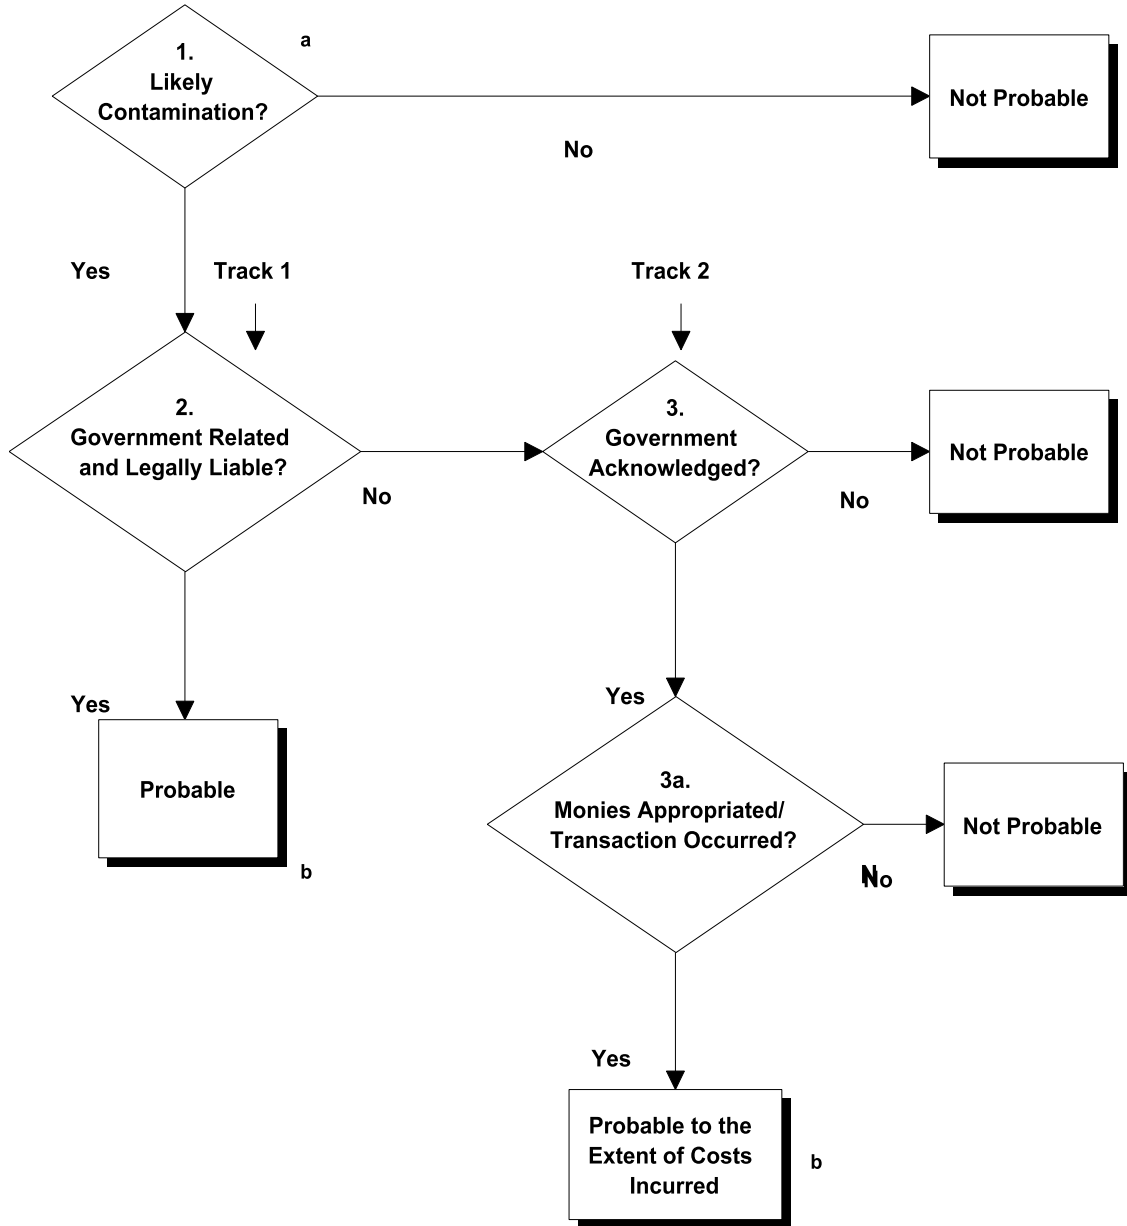 a
1.
Likely
Contamination?
Not Probable
No
Yes
Track 1
Track 2
2.
Government Related
and Legally Liable?
3.
Government
Acknowledged?
Not Probable
No
No
Yes
Probable
b
Yes
3a.
Monies Appropriated/
Transaction Occurred?
Not Probable
N
No
Yes
Probable to the
Extent of Costs
Incurred
b